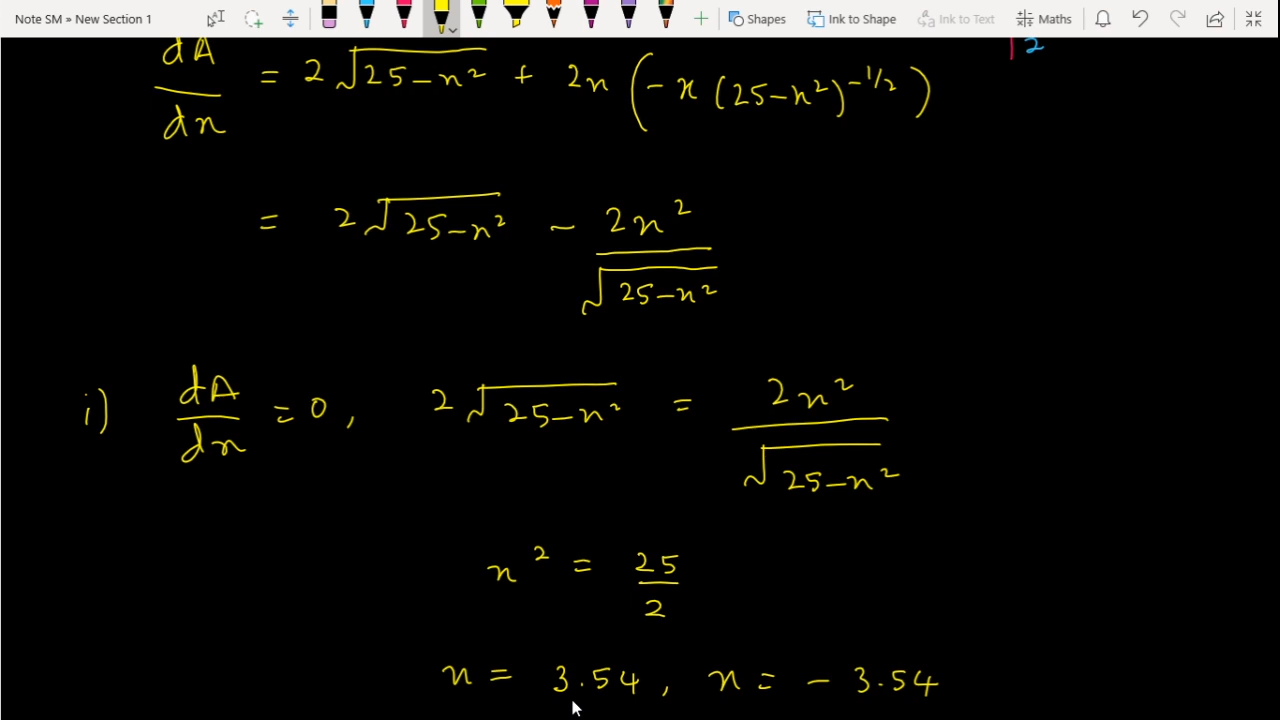 Note SM » New Section 1 Shapes Ink to Shape Ink to Text Maths
dA/dx = 2√(25-x²) + 2x (-x (25-x²)^(-1/2)) 12
= 2√(25-x²) - 2x²/√(25-x²)
i) dA/dx = 0, 2√(25-x²) = 2x²/√(25-x²)
x² = 25/2
x = 3.54, x = - 3.54